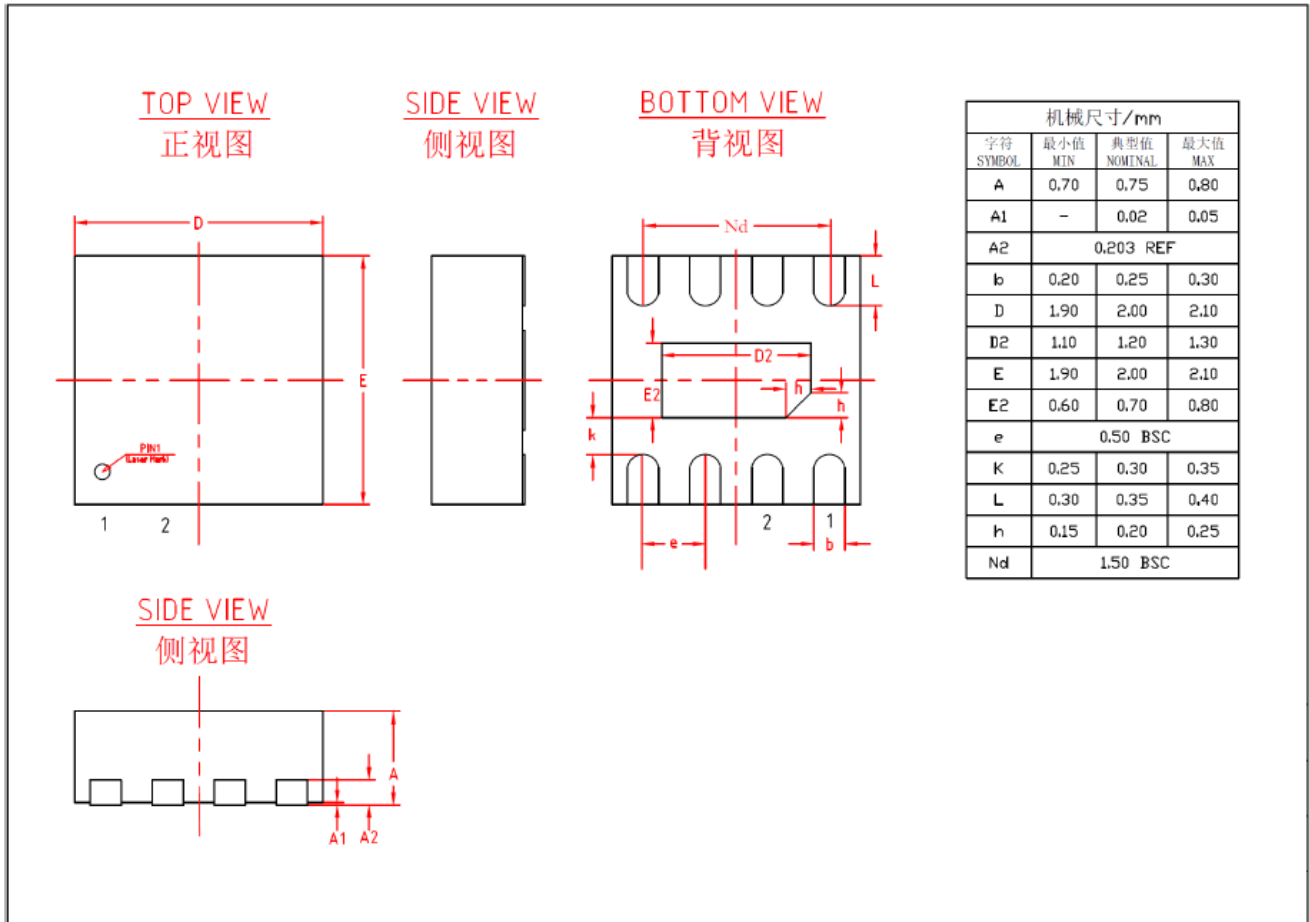 TOP VIEW
正视图
SIDE VIEW
侧视图
BOTTOM VIEW
背视图
D
E
PIN1
(Laser Mark)
1 2
Nd
L
D2
E2
h
h
k
2 1
e
b
SIDE VIEW
侧视图
A
A1
A2
机械尺寸/mm
字符 最小值 典型值 最大值
SYMBOL MIN NOMINAL MAX
A 0.70 0.75 0.80
A1 - 0.02 0.05
A2 0.203 REF
b 0.20 0.25 0.30
D 1.90 2.00 2.10
D2 1.10 1.20 1.30
E 1.90 2.00 2.10
E2 0.60 0.70 0.80
e 0.50 BSC
K 0.25 0.30 0.35
L 0.30 0.35 0.40
h 0.15 0.20 0.25
Nd 1.50 BSC